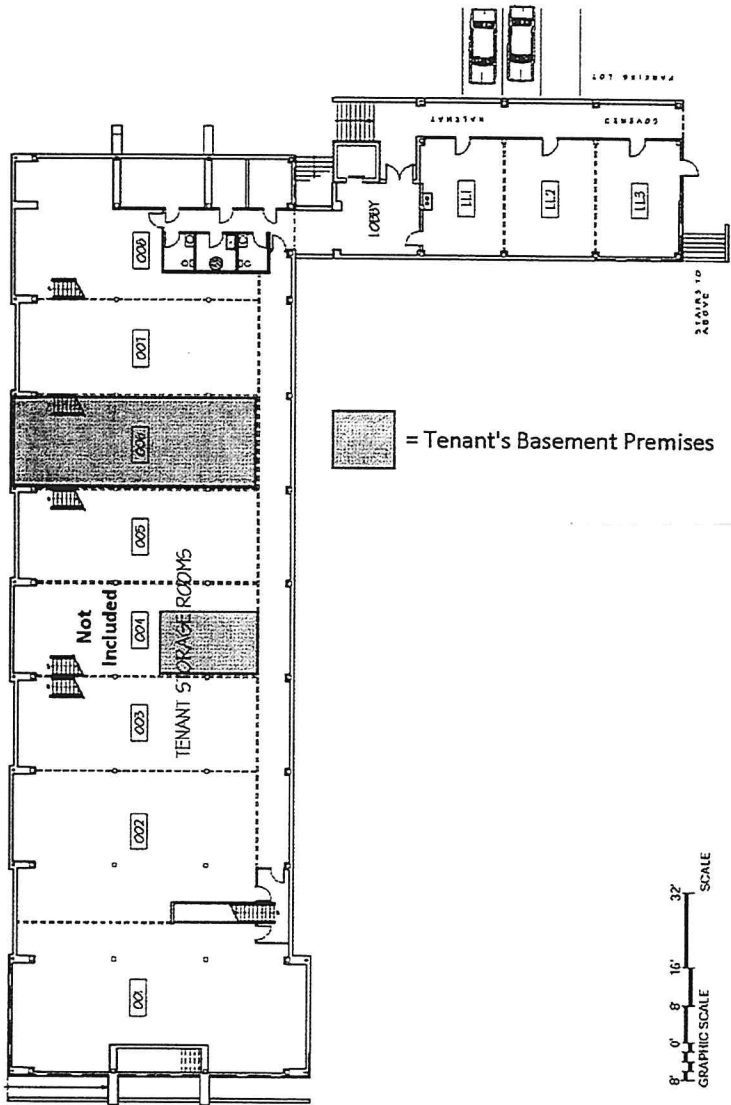 PARKING LOT
COVERED
WALKWAY
LL1
LL2
LL3
LOBBY
STAIRS TO
ABOVE
008
007
006
005
Not
Included
004
TENANT STORAGE ROOMS
003
002
001
= Tenant's Basement Premises
8' 0' 8' 16' 32'
GRAPHIC SCALE
SCALE